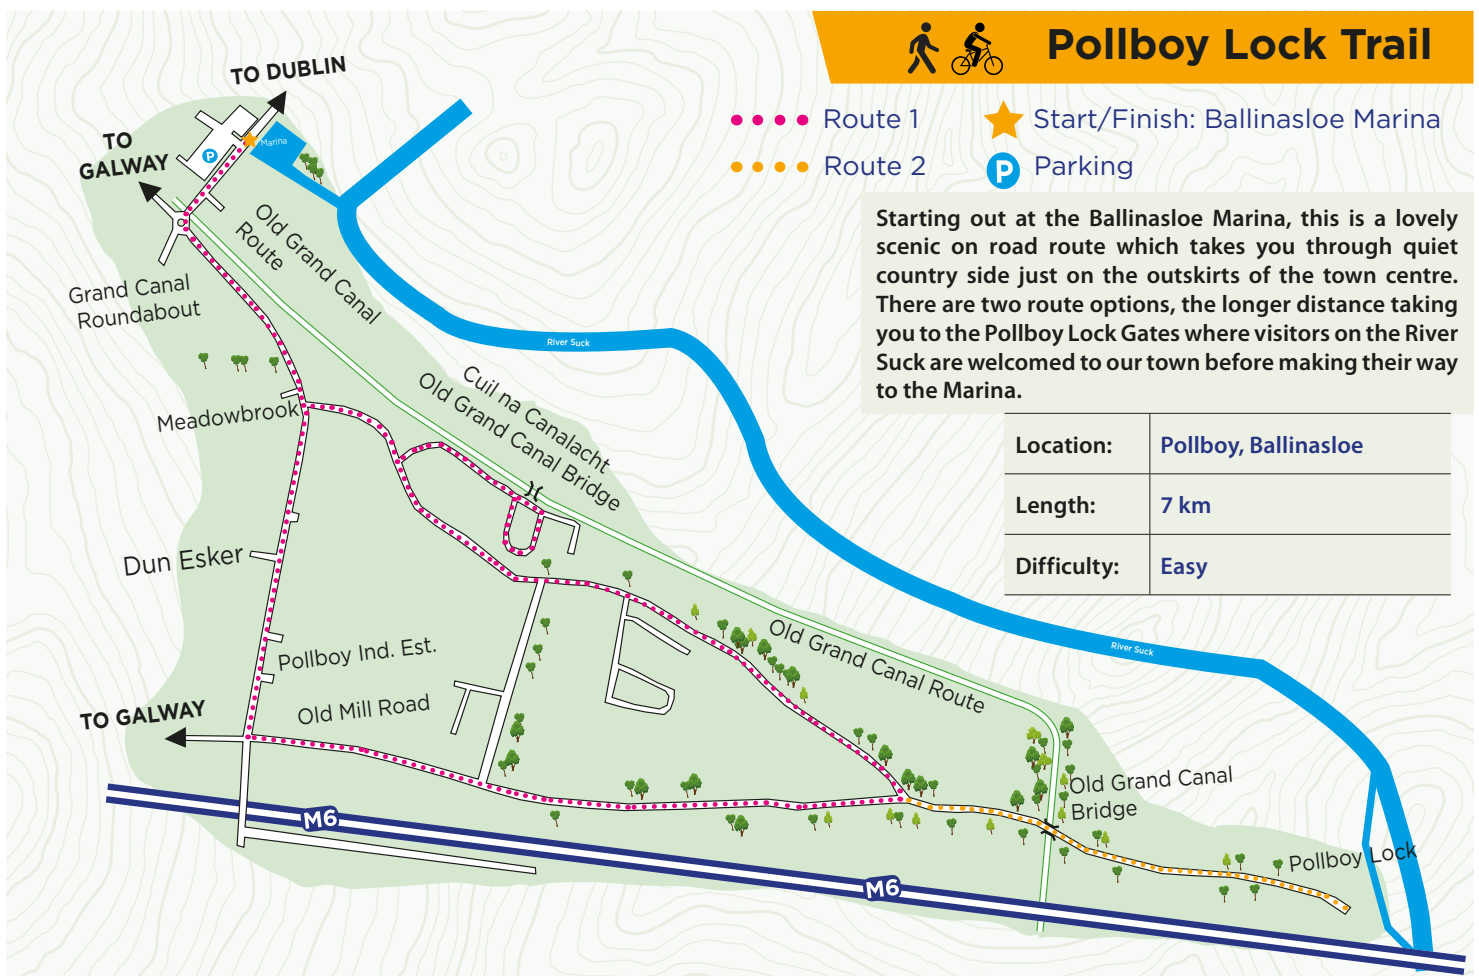 Pollboy Lock Trail
Route 1
Start/Finish: Ballinasloe Marina
Route 2
P
Parking
Starting out at the Ballinasloe Marina, this is a lovely
scenic on road route which takes you through quiet
country side just on the outskirts of the town centre.
There are two route options, the longer distance taking
you to the Pollboy Lock Gates where visitors on the River
Suck are welcomed to our town before making their way
to the Marina.
Location: Pollboy, Ballinasloe
Length: 7 km
Difficulty: Easy
TO DUBLIN
TO
GALWAY
P
Marina
Old Grand Canal
Route
Grand Canal
Roundabout
River Suck
Cuil na Canalacht
Old Grand Canal Bridge
Meadowbrook
Dun Esker
Pollboy Ind. Est.
Old Mill Road
TO GALWAY
Old Grand Canal Route
River Suck
Old Grand Canal
Bridge
Pollboy Lock
M6
M6